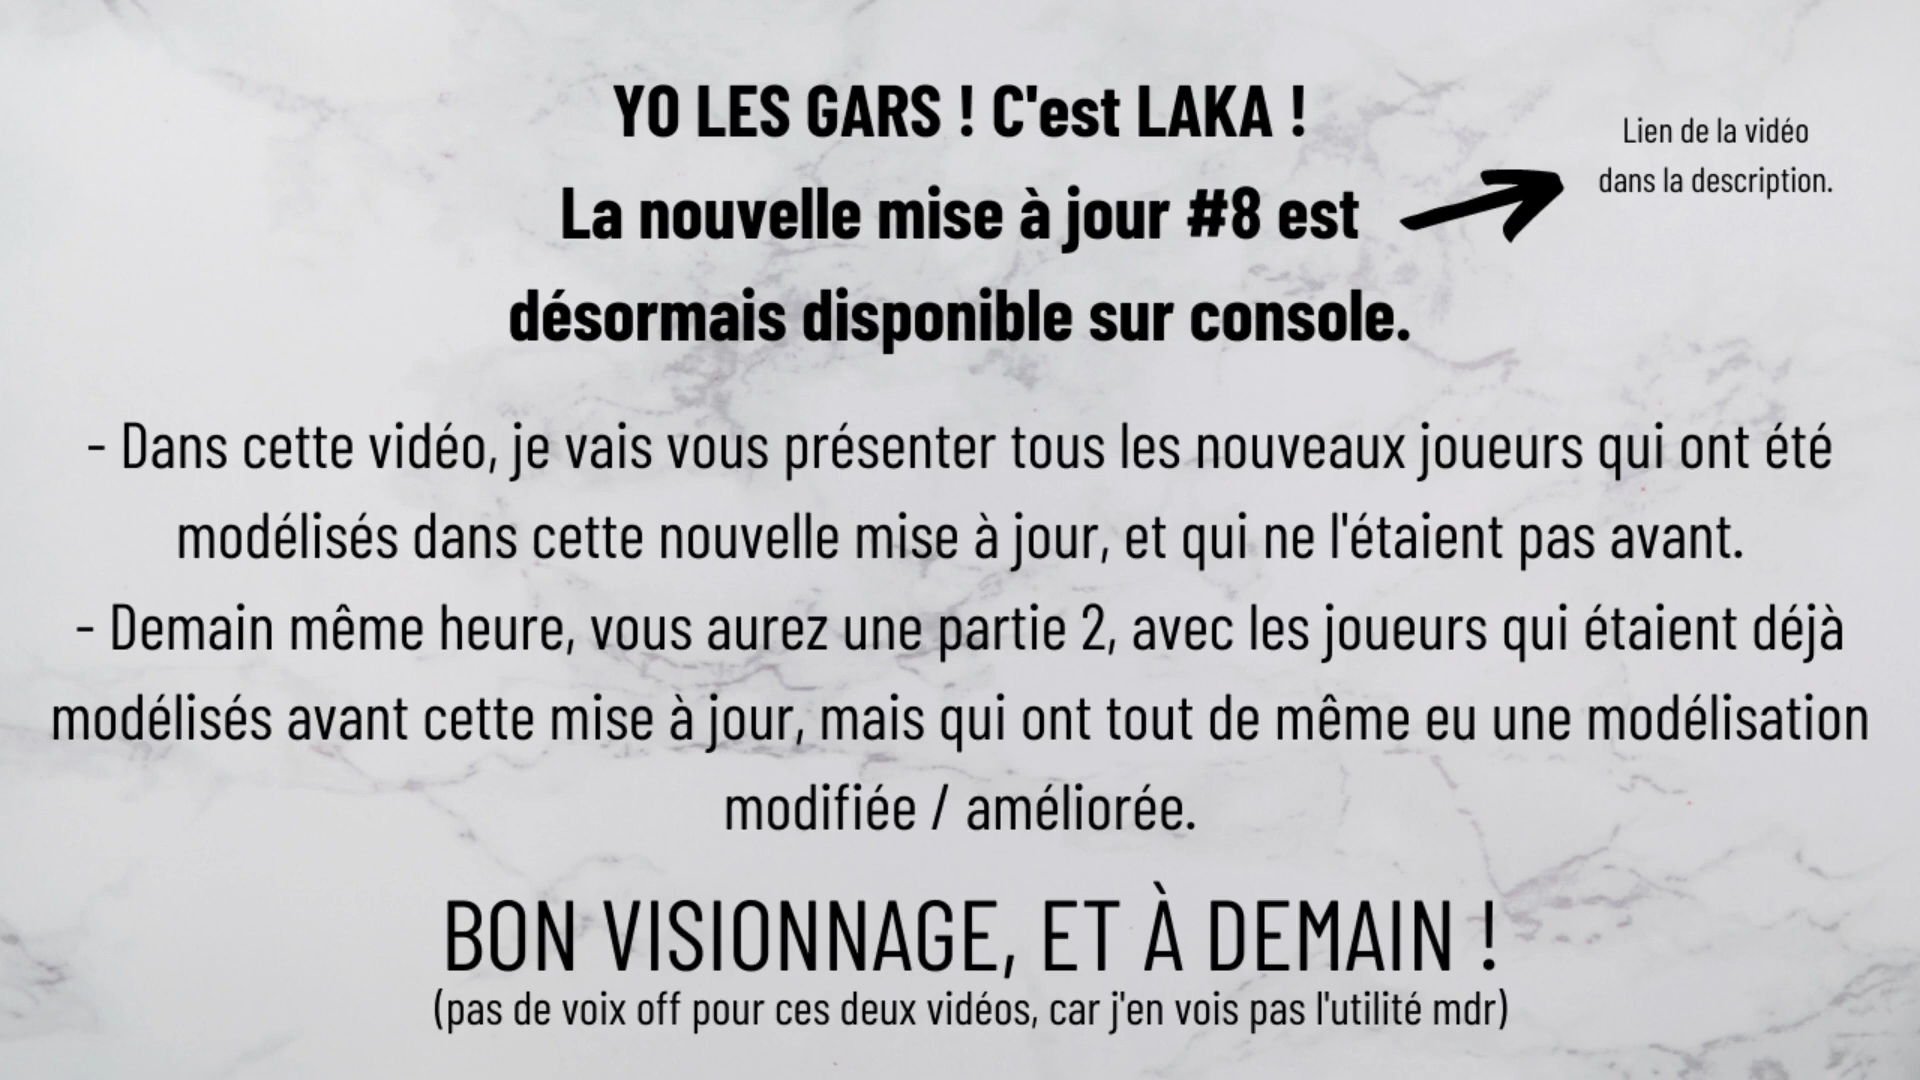 YO LES GARS ! C'est LAKA !
La nouvelle mise à jour #8 est
désormais disponible sur console.
Lien de la vidéo
dans la description.
- Dans cette vidéo, je vais vous présenter tous les nouveaux joueurs qui ont été
modélisés dans cette nouvelle mise à jour, et qui ne l'étaient pas avant.
- Demain même heure, vous aurez une partie 2, avec les joueurs qui étaient déjà
modélisés avant cette mise à jour, mais qui ont tout de même eu une modélisation
modifiée / améliorée.
BON VISIONNAGE, ET À DEMAIN !
(pas de voix off pour ces deux vidéos, car j'en vois pas l'utilité mdr)